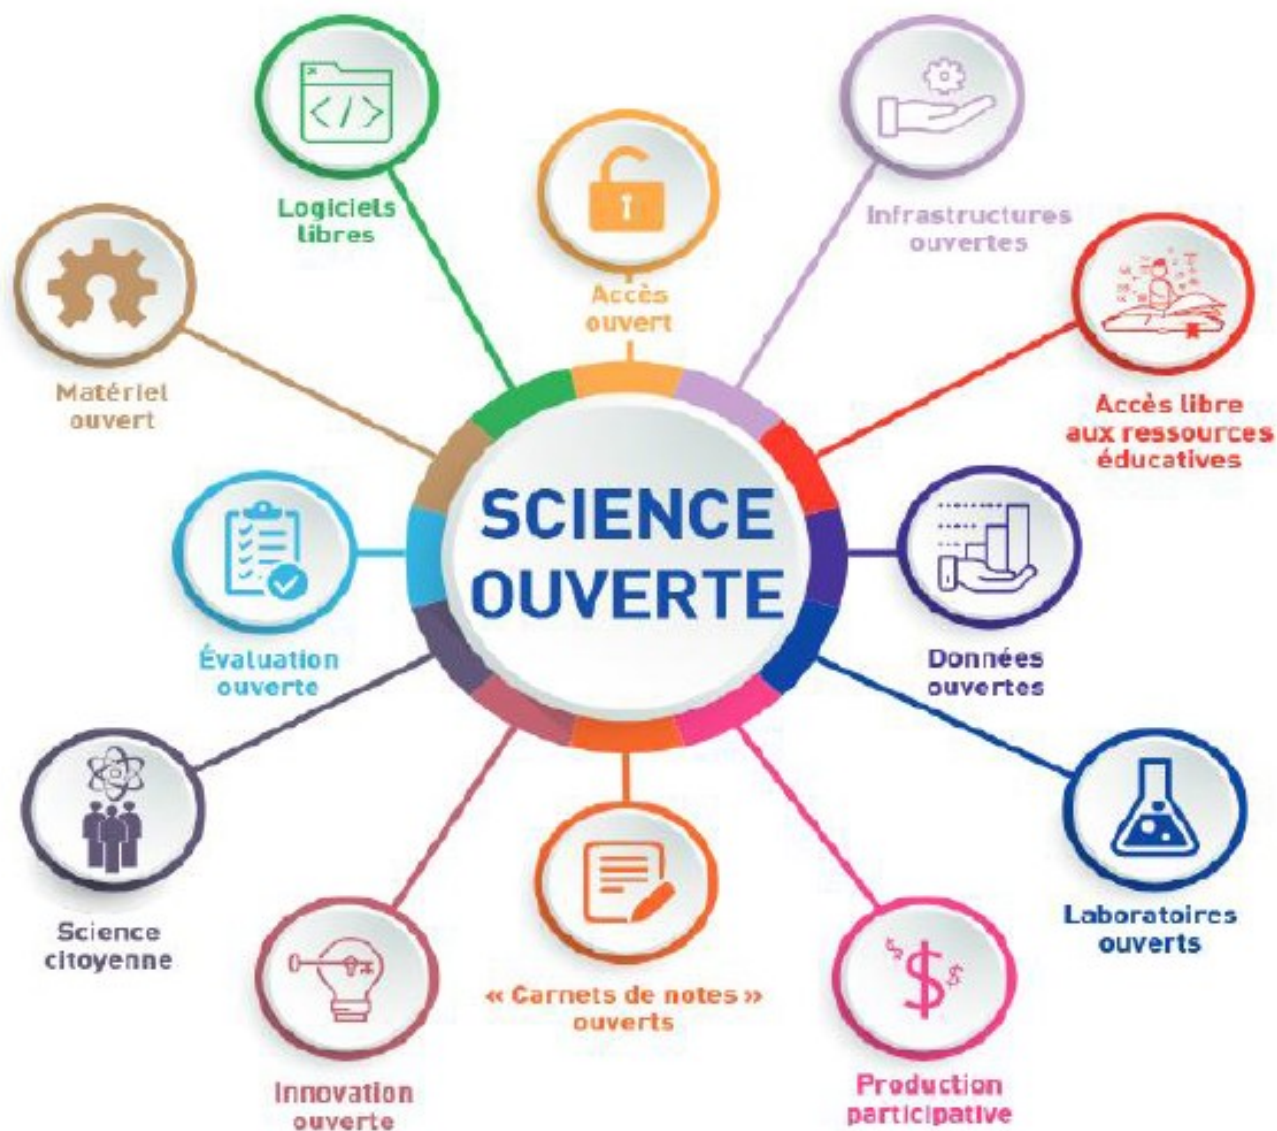 Logiciels
libres
Accès
ouvert
Infrastructures
ouvertes
Matériel
ouvert
Accès libre
aux ressources
éducatives
SCIENCE
OUVERTE
Évaluation
ouverte
Données
ouvertes
Science
citoyenne
Laboratoires
ouverts
« Carnets de notes »
ouverts
Innovation
ouverte
Production
participative